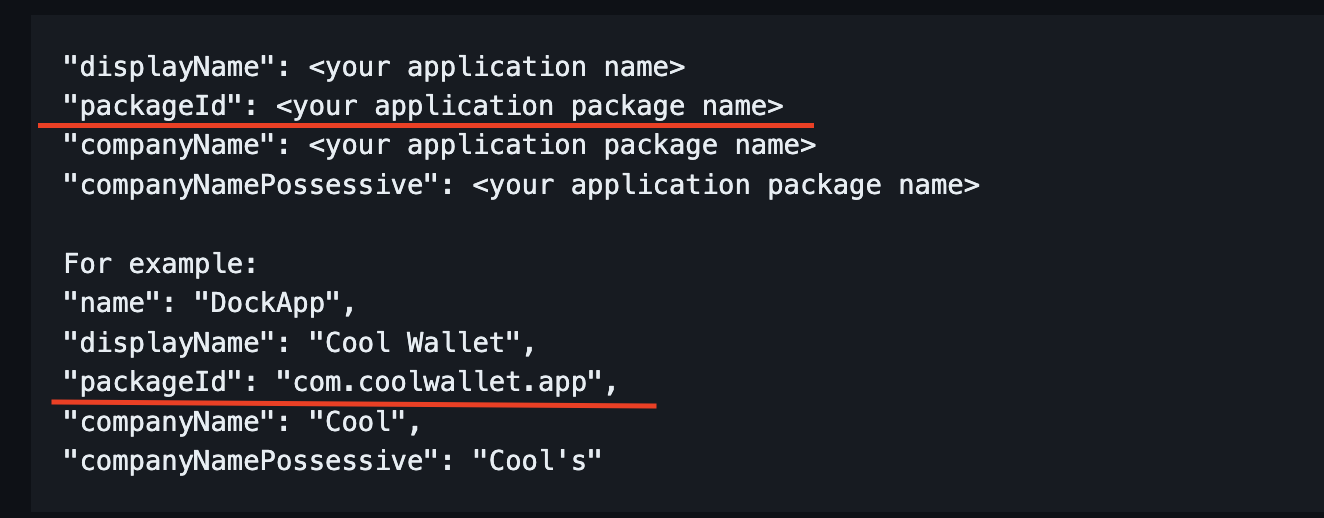 "displayName": <your application name>
"packageId": <your application package name>
"companyName": <your application package name>
"companyNamePossessive": <your application package name>
For example:
"name": "DockApp",
"displayName": "Cool Wallet",
"packageId": "com.coolwallet.app",
"companyName": "Cool",
"companyNamePossessive": "Cool's"